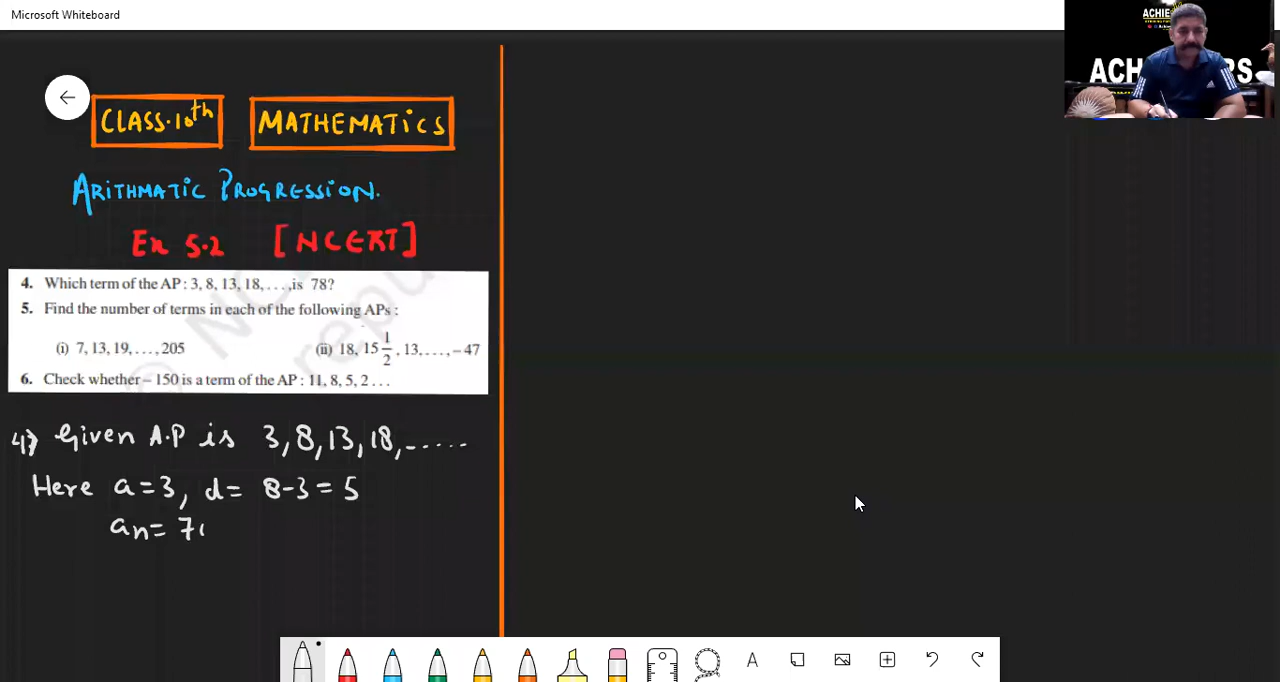 Microsoft Whiteboard
ACHIE
ACH RS
CLASS.10th MATHEMATICS
ARITHMATIC PROGRESSION.
Ex 5.2 [NCERT]
4. Which term of the AP : 3, 8, 13, 18, . . . ,is 78?
5. Find the number of terms in each of the following APs :
(i) 7, 13, 19, . . . , 205 (ii) 18, 15 1/2 , 13, . . . , – 47
6. Check whether – 150 is a term of the AP : 11, 8, 5, 2 . . .
4) Given A.P is 3, 8, 13, 18, ......
Here a = 3, d = 8-3 = 5
an = 7
A